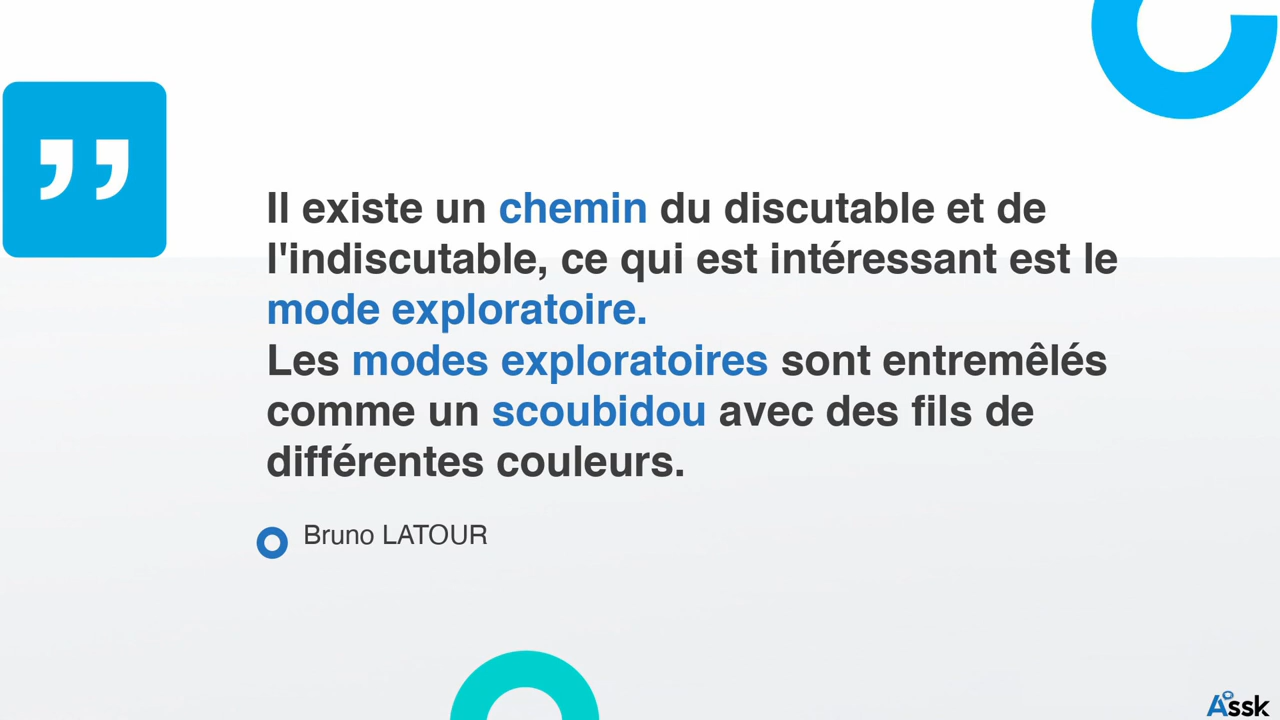 Il existe un chemin du discutable et de
l'indiscutable, ce qui est intéressant est le
mode exploratoire.
Les modes exploratoires sont entremêlés
comme un scoubidou avec des fils de
différentes couleurs.
Bruno LATOUR
Assk